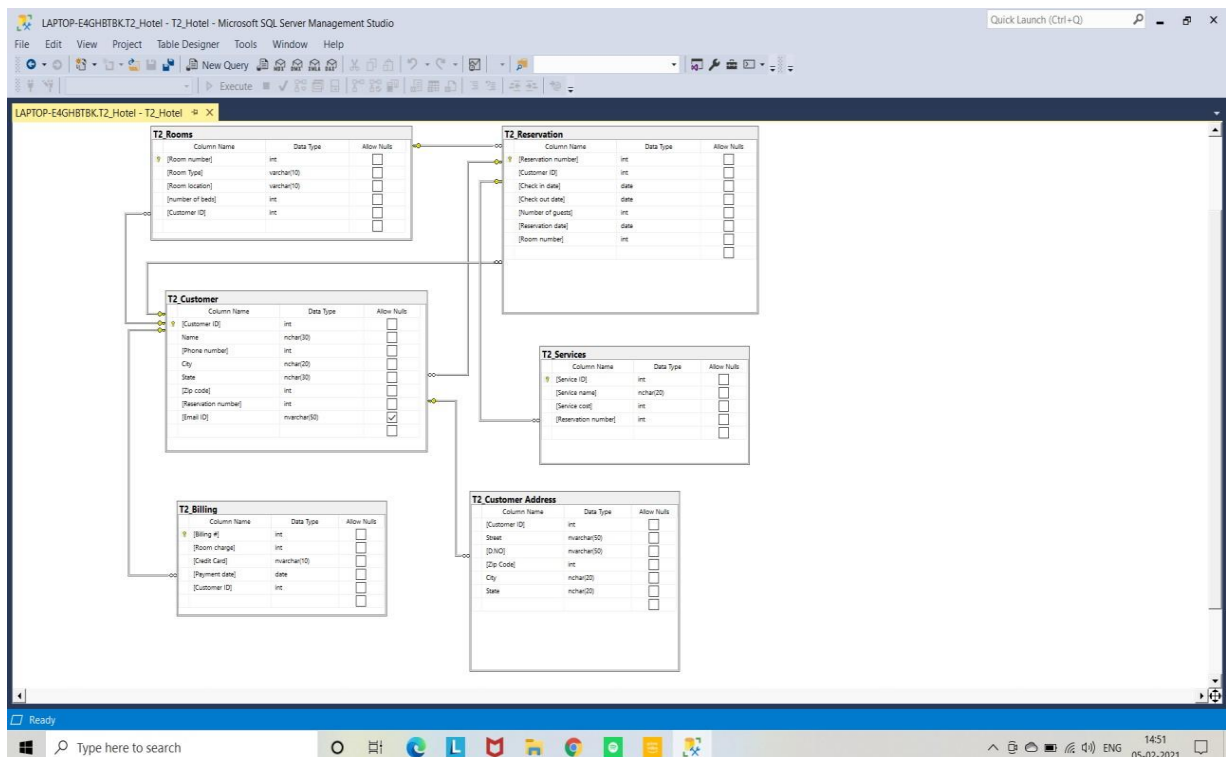 LAPTOP-E4GHBTBK.T2_Hotel - T2_Hotel - Microsoft SQL Server Management Studio
Quick Launch (Ctrl+Q)
File Edit View Project Table Designer Tools Window Help
New Query
Execute
LAPTOP-E4GHBTBK.T2_Hotel - T2_Hotel
T2_Rooms
Column Name Data Type Allow Nulls
[Room number] int
[Room Type] varchar(10)
[Room location] varchar(10)
[number of beds] int
[Customer ID] int
T2_Reservation
Column Name Data Type Allow Nulls
[Reservation number] int
[Customer ID] int
[Check in date] date
[Check out date] date
[Number of guests] int
[Reservation date] date
[Room number] int
T2_Customer
Column Name Data Type Allow Nulls
[Customer ID] int
Name nchar(30)
[Phone number] int
City nchar(20)
State nchar(30)
[Zip code] int
[Reservation number] int
[Email ID] nvarchar(50)
T2_Services
Column Name Data Type Allow Nulls
[Service ID] int
[Service name] nchar(20)
[Service cost] int
[Reservation number] int
T2_Billing
Column Name Data Type Allow Nulls
[Billing #] int
[Room charge] int
[Credit Card] nvarchar(10)
[Payment date] date
[Customer ID] int
T2_Customer Address
Column Name Data Type Allow Nulls
[Customer ID] int
Street nvarchar(50)
[D.NO] nvarchar(50)
[Zip Code] int
City nchar(20)
State nchar(20)
Ready
Type here to search
ENG
14:51
05-02-2021